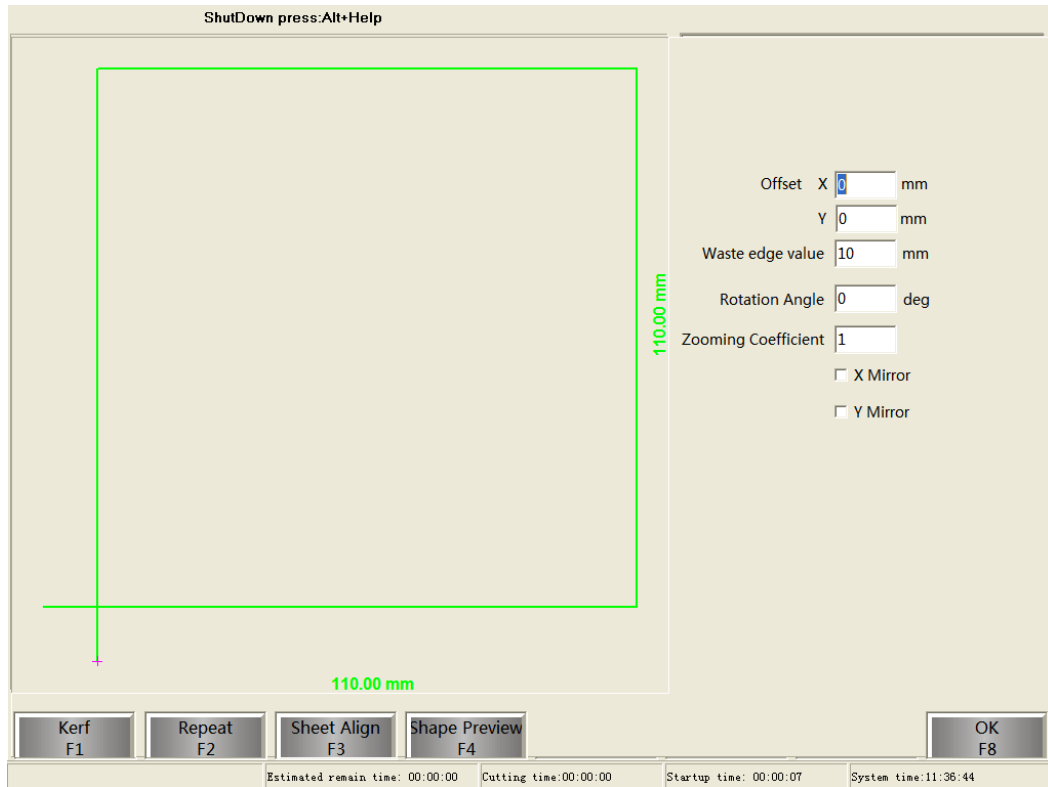 ShutDown press:Alt+Help
Offset X 0 mm
Y 0 mm
Waste edge value 10 mm
Rotation Angle 0 deg
Zooming Coefficient 1
X Mirror
Y Mirror
110.00 mm
110.00 mm
Kerf
F1
Repeat
F2
Sheet Align
F3
Shape Preview
F4
OK
F8
Estimated remain time: 00:00:00 Cutting time:00:00:00 Startup time: 00:00:07 System time:11:36:44